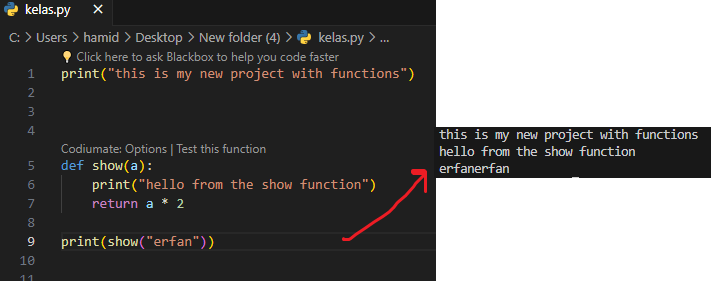 kelas.py
C: > Users > hamid > Desktop > New folder (4) > kelas.py > ...
Click here to ask Blackbox to help you code faster
1 print("this is my new project with functions")
2
3
4
Codiumate: Options | Test this function
5 def show(a):
6 print("hello from the show function")
7 return a * 2
8
9 print(show("erfan"))
10
11
this is my new project with functions
hello from the show function
erfanerfan